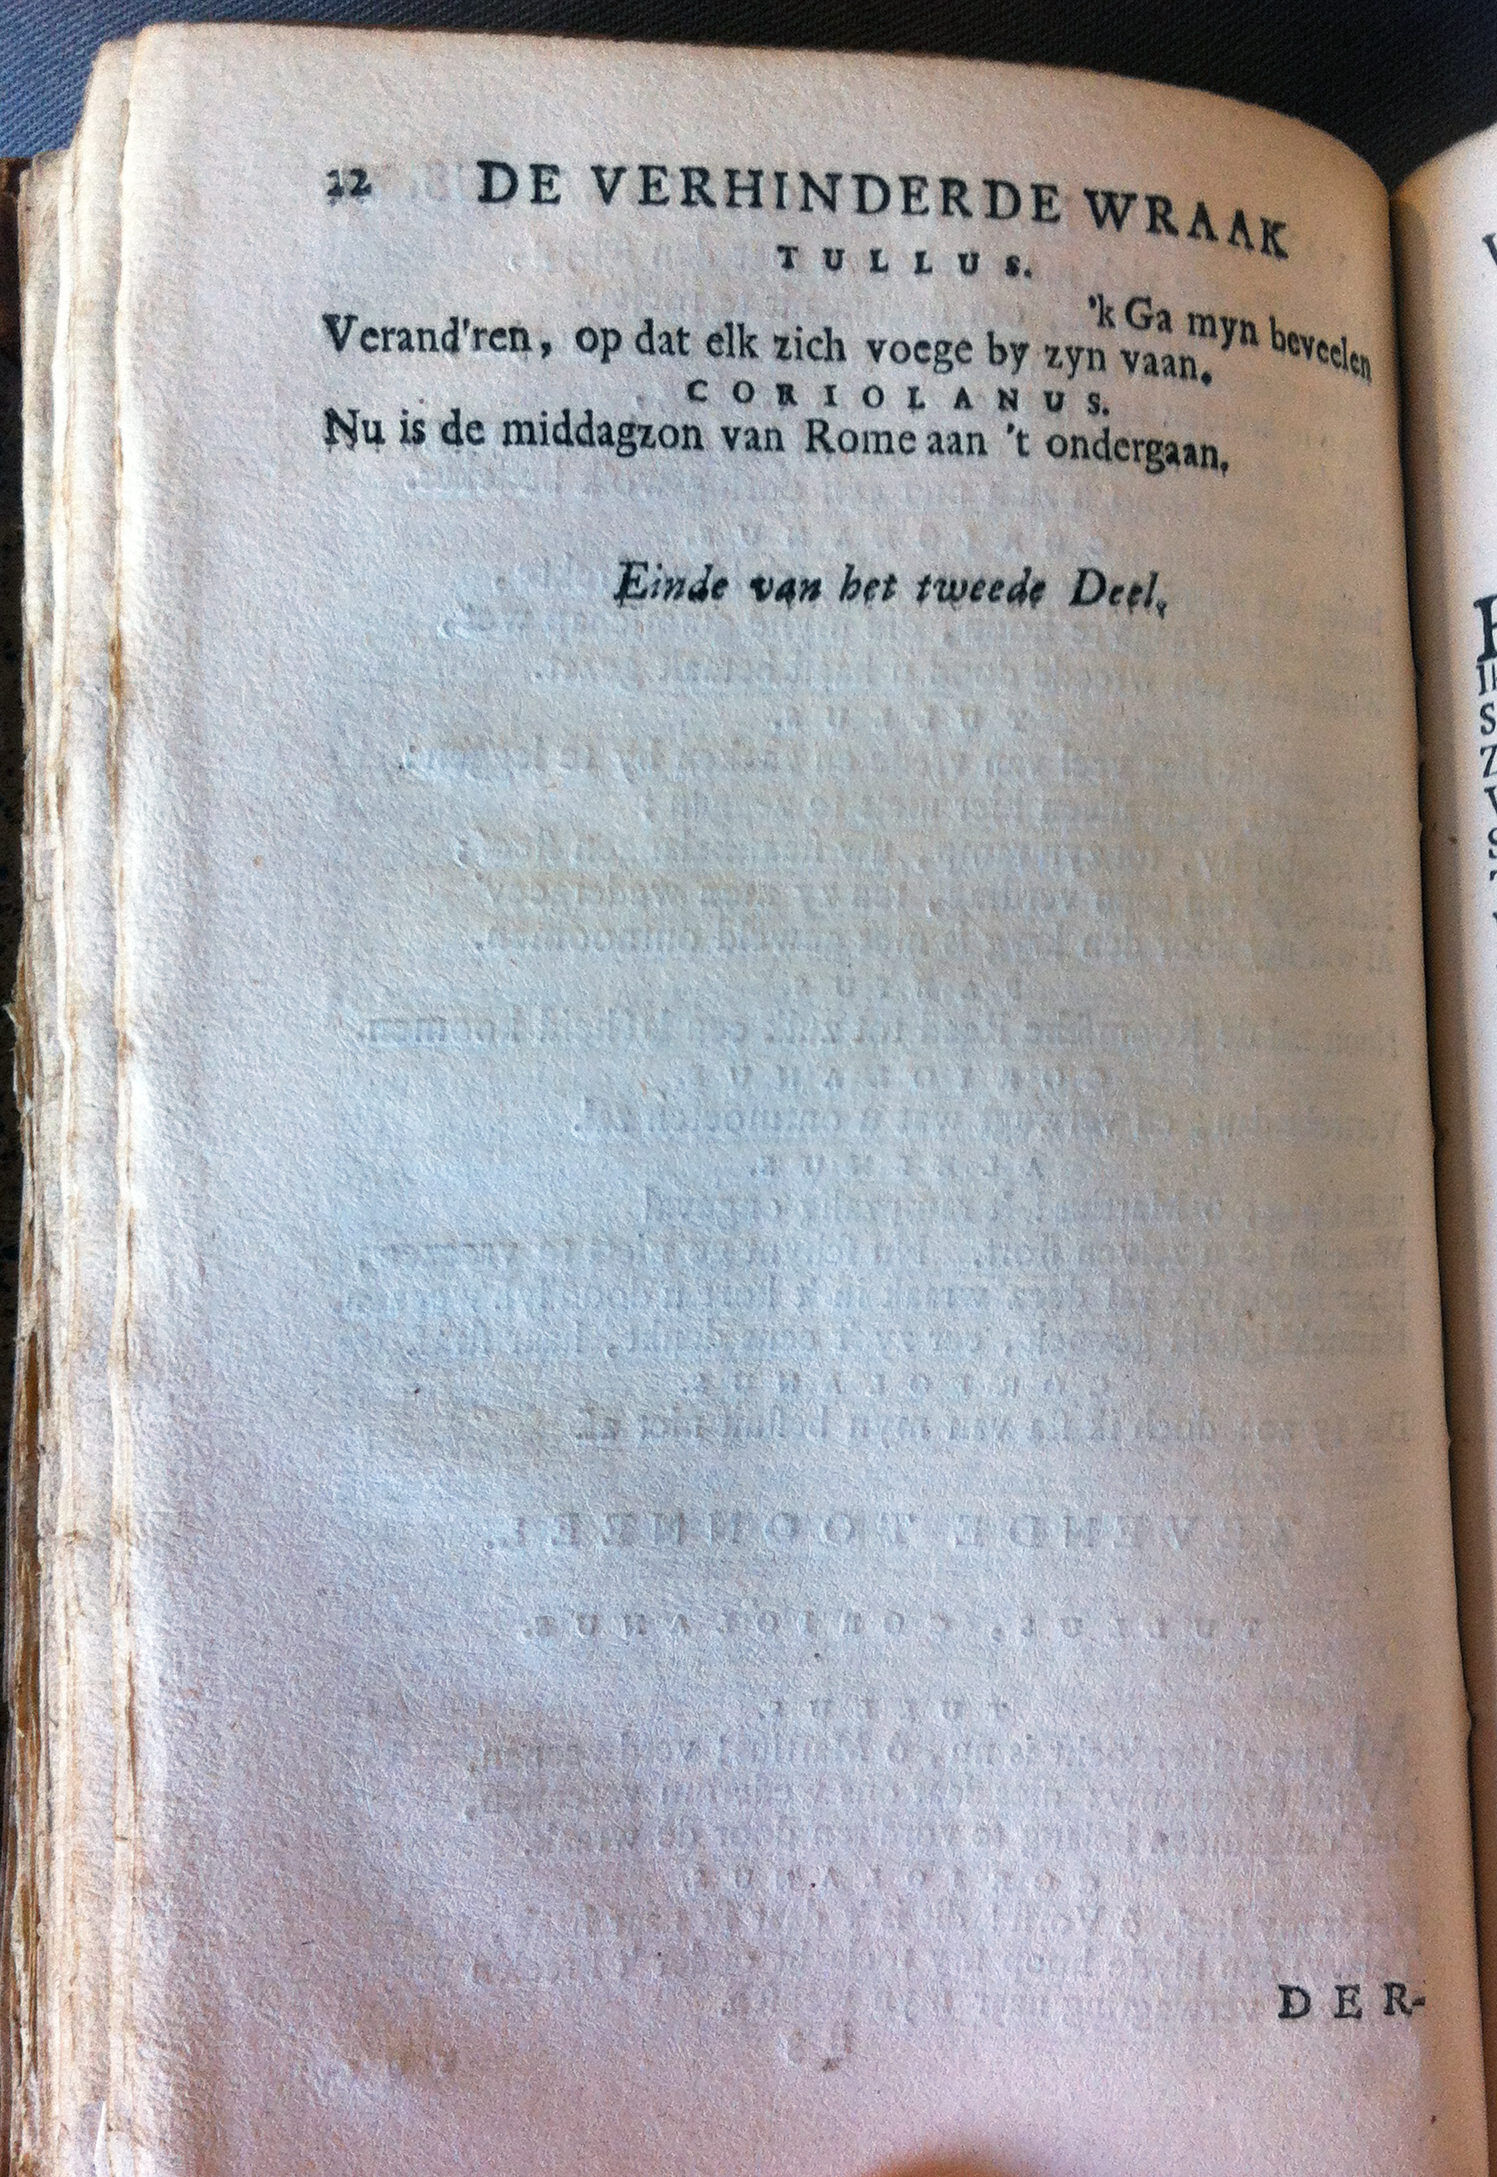 22 DE VERHINDERDE WRAAK
TULLUS.
'k Ga myn beveelen
Verand'ren, op dat elk zich voege by zyn vaan.
CORIOLANUS.
Nu is de middagzon van Rome aan 't ondergaan.
Einde van het tweede Deel.
DER-